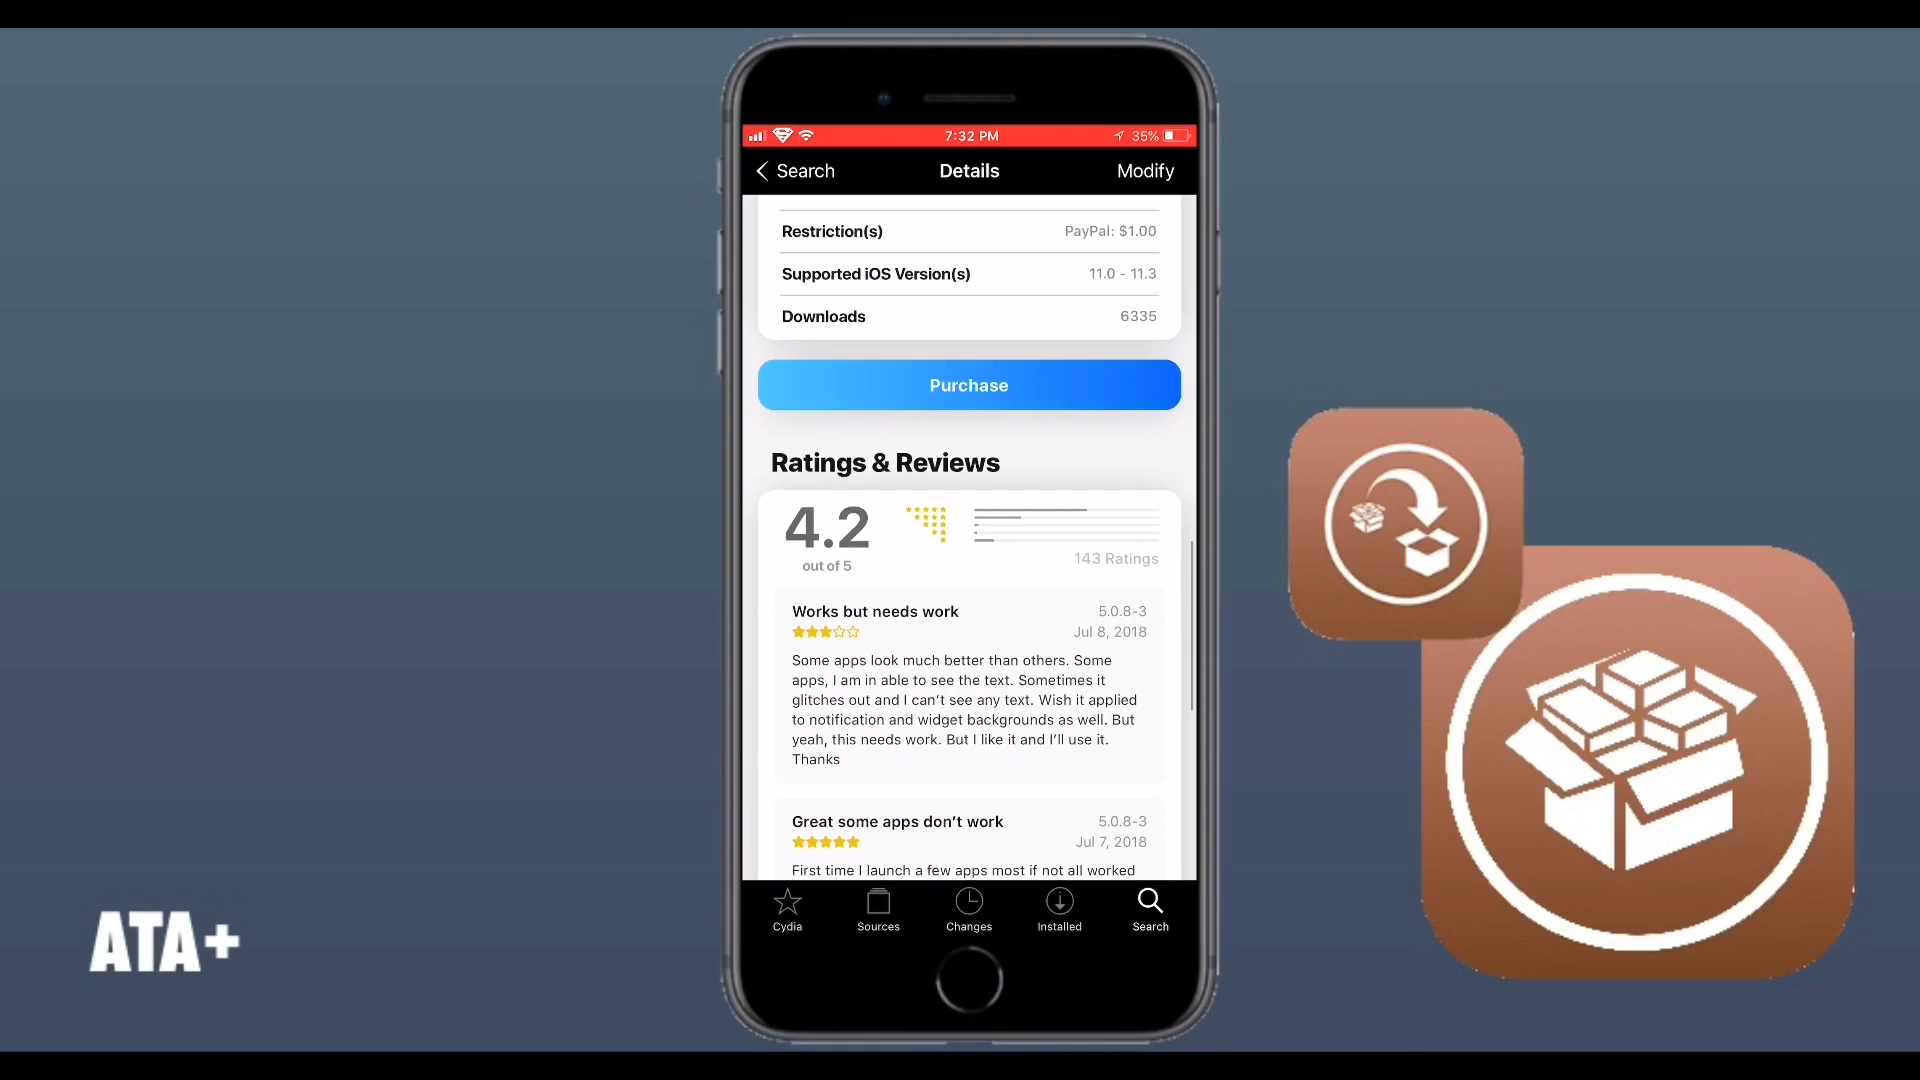 7:32 PM
35%
Search
Details
Modify
Restriction(s)
PayPal: $1.00
Supported iOS Version(s)
11.0 - 11.3
Downloads
6335
Purchase
Ratings & Reviews
4.2
out of 5
143 Ratings
Works but needs work
5.0.8-3
Jul 8, 2018
Some apps look much better than others. Some
apps, I am in able to see the text. Sometimes it
glitches out and I can't see any text. Wish it applied
to notification and widget backgrounds as well. But
yeah, this needs work. But I like it and I'll use it.
Thanks
Great some apps don't work
5.0.8-3
Jul 7, 2018
First time I launch a few apps most if not all worked
Cydia
Sources
Changes
Installed
Search
ATA+